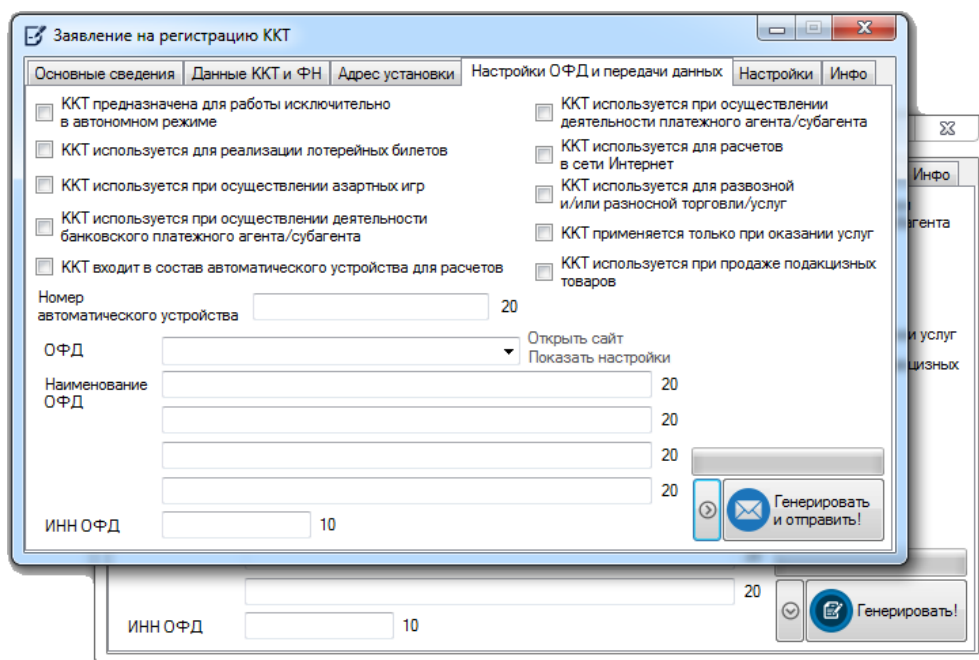 Заявление на регистрацию ККТ
Основные сведения Данные ККТ и ФН Адрес установки Настройки ОФД и передачи данных Настройки Инфо
ККТ предназначена для работы исключительно
в автономном режиме
ККТ используется для реализации лотерейных билетов
ККТ используется при осуществлении азартных игр
ККТ используется при осуществлении деятельности
банковского платежного агента/субагента
ККТ входит в состав автоматического устройства для расчетов
ККТ используется при осуществлении
деятельности платежного агента/субагента
ККТ используется для расчетов
в сети Интернет
ККТ используется для развозной
и/или разносной торговли/услуг
ККТ применяется только при оказании услуг
ККТ используется при продаже подакцизных
товаров
Номер
автоматического устройства
20
ОФД
Открыть сайт
Показать настройки
Наименование
ОФД
20
20
20
20
ИНН ОФД
10
Генерировать
и отправить!
Инфо
гента
и услуг
цизных
20
ИНН ОФД
10
Генерировать!